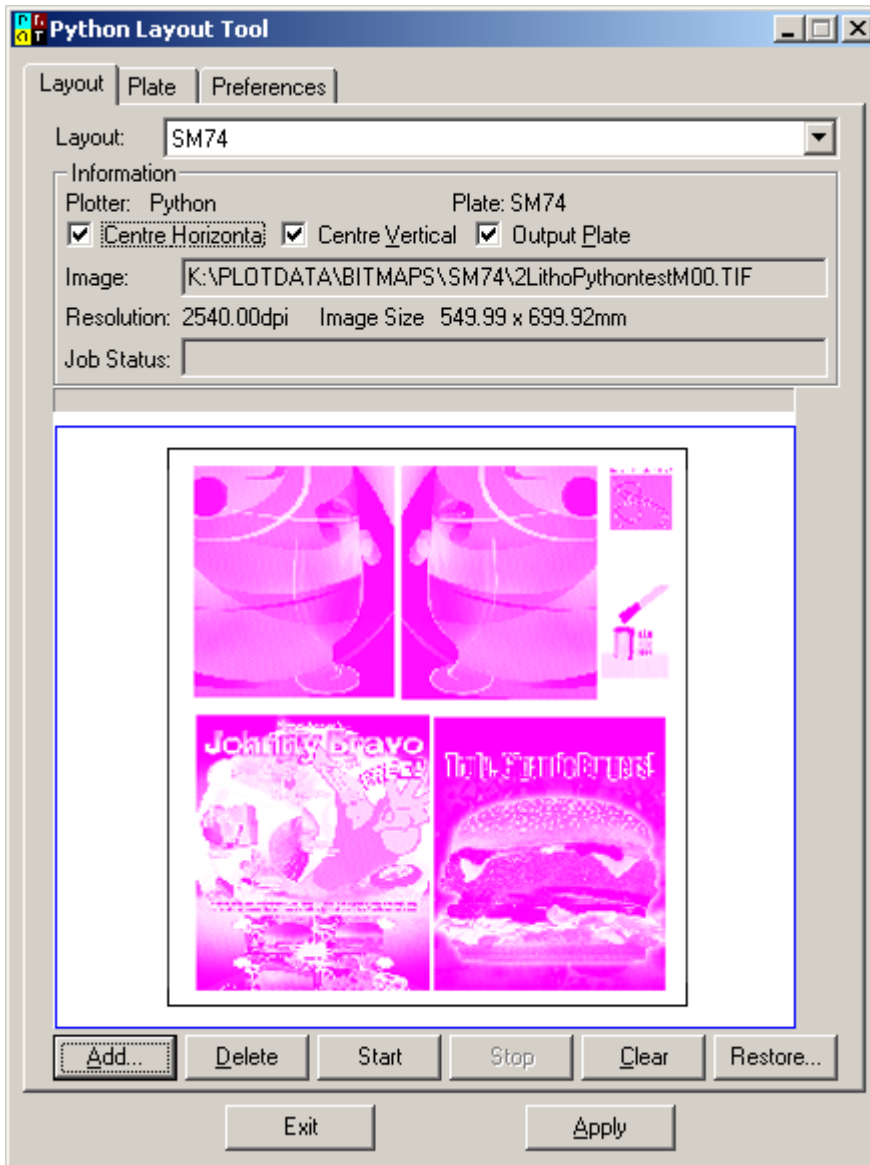 Python Layout Tool
Layout Plate Preferences
Layout: SM74
Information
Plotter: Python Plate: SM74
Centre Horizonta Centre Vertical Output Plate
Image: K:\PLOTDATA\BITMAPS\SM74\2LithoPythontestM00.TIF
Resolution: 2540.00dpi Image Size 549.99 x 699.92mm
Job Status:
Johnny Bravo
Add... Delete Start Stop Clear Restore...
Exit Apply